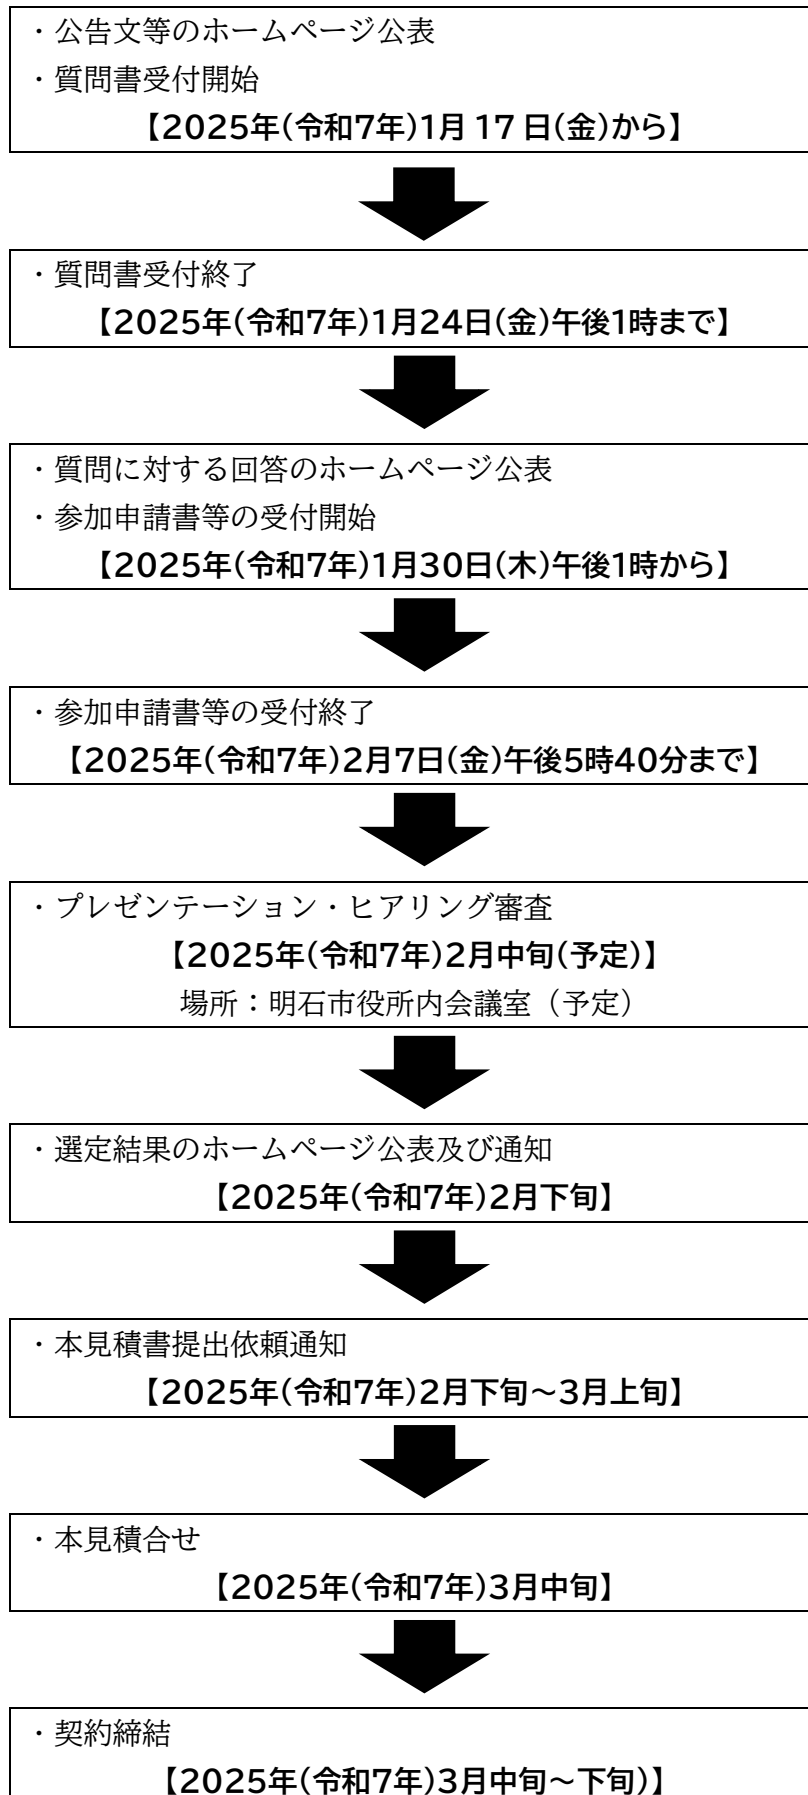 ・公告文等のホームページ公表
・質問書受付開始
【2025年(令和7年)1月 17 日(金)から】
・質問書受付終了
【2025年(令和7年)1月24日(金)午後1時まで】
・質問に対する回答のホームページ公表
・参加申請書等の受付開始
【2025年(令和7年)1月30日(木)午後1時から】
・参加申請書等の受付終了
【2025年(令和7年)2月7日(金)午後5時40分まで】
・プレゼンテーション・ヒアリング審査
【2025年(令和7年)2月中旬(予定)】
場所：明石市役所内会議室（予定）
・選定結果のホームページ公表及び通知
【2025年(令和7年)2月下旬】
・本見積書提出依頼通知
【2025年(令和7年)2月下旬～3月上旬】
・本見積合せ
【2025年(令和7年)3月中旬】
・契約締結
【2025年(令和7年)3月中旬～下旬)】